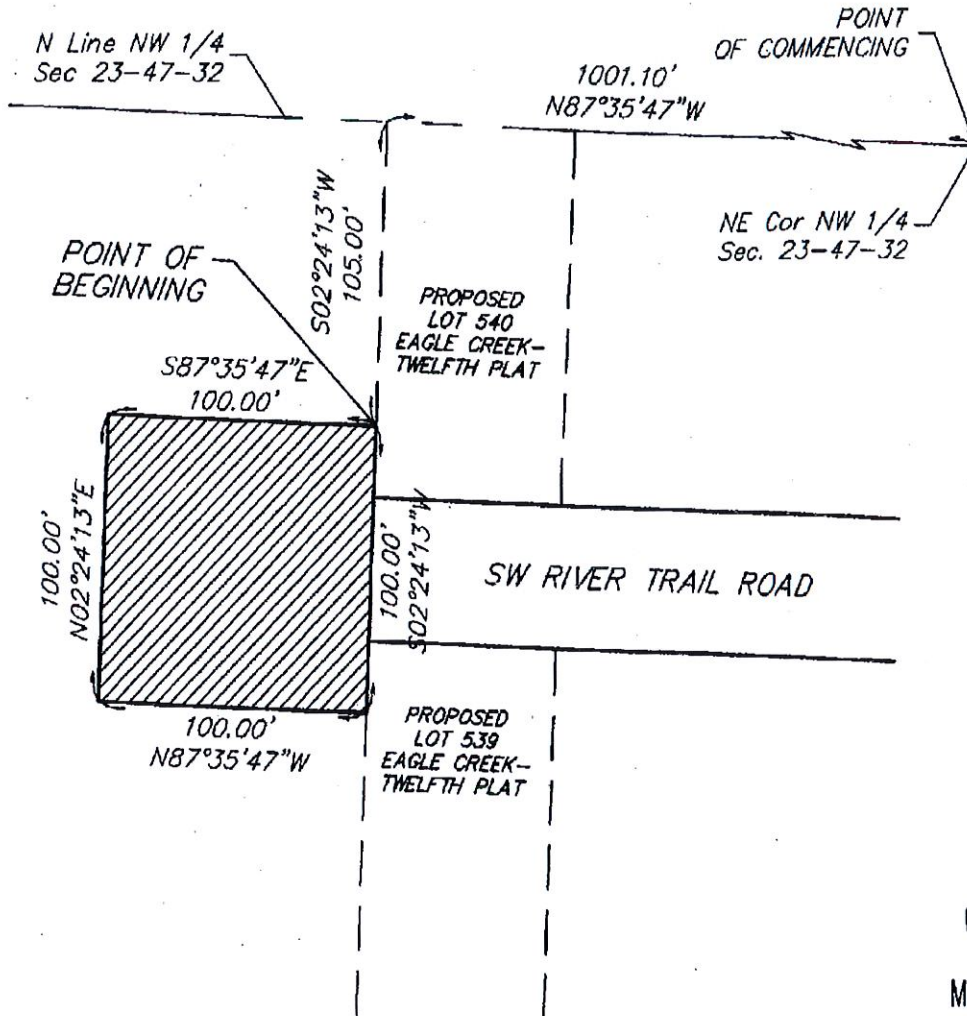 N Line NW 1/4
Sec 23-47-32
POINT
OF COMMENCING
1001.10'
N87°35'47"W
NE Cor NW 1/4
Sec. 23-47-32
S02°24'13"W
105.00'
POINT OF
BEGINNING
PROPOSED
LOT 540
EAGLE CREEK-
TWELFTH PLAT
S87°35'47"E
100.00'
100.00'
N02°24'13"E
100.00'
S02°24'13"W
SW RIVER TRAIL ROAD
100.00'
N87°35'47"W
PROPOSED
LOT 539
EAGLE CREEK-
TWELFTH PLAT
M